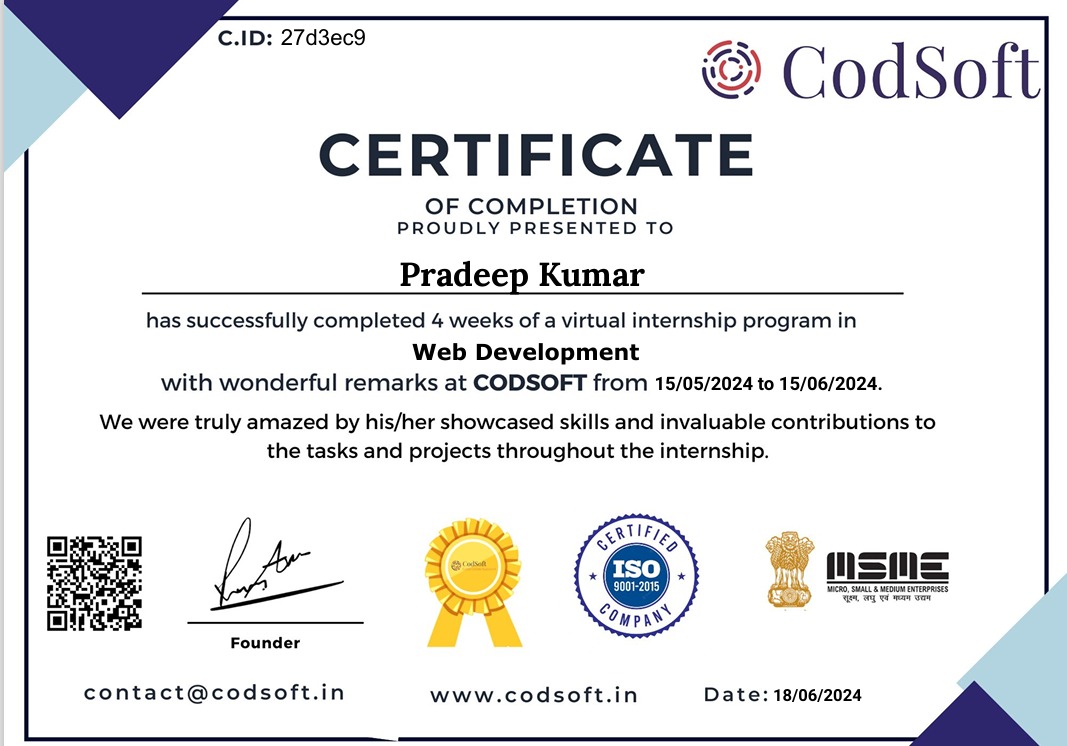 C.ID: 27d3ec9
CodSoft
CERTIFICATE
OF COMPLETION
PROUDLY PRESENTED TO
Pradeep Kumar
has successfully completed 4 weeks of a virtual internship program in
Web Development
with wonderful remarks at CODSOFT from 15/05/2024 to 15/06/2024.
We were truly amazed by his/her showcased skills and invaluable contributions to
the tasks and projects throughout the internship.
Founder
CodSoft
CERTIFIED
ISO
9001-2015
COMPANY
MSME
MICRO, SMALL & MEDIUM ENTERPRISES
सूक्ष्म, लघु एवं मध्यम उद्यम
contact@codsoft.in
www.codsoft.in
Date: 18/06/2024